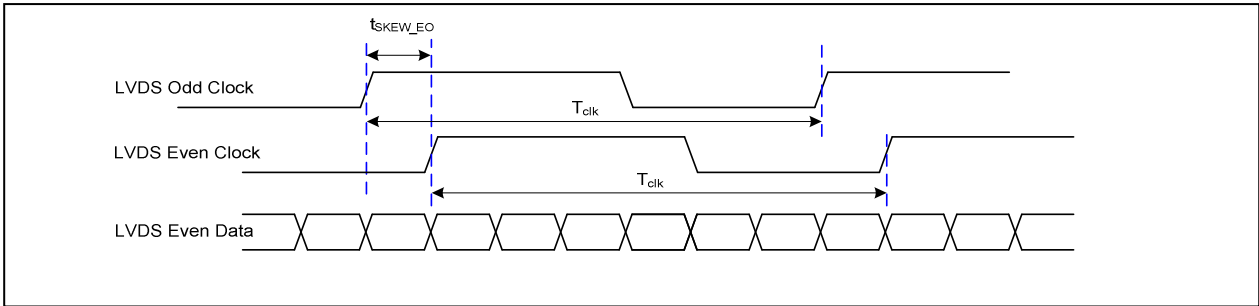 tSKEW_EO
LVDS Odd Clock
Tclk
LVDS Even Clock
Tclk
LVDS Even Data